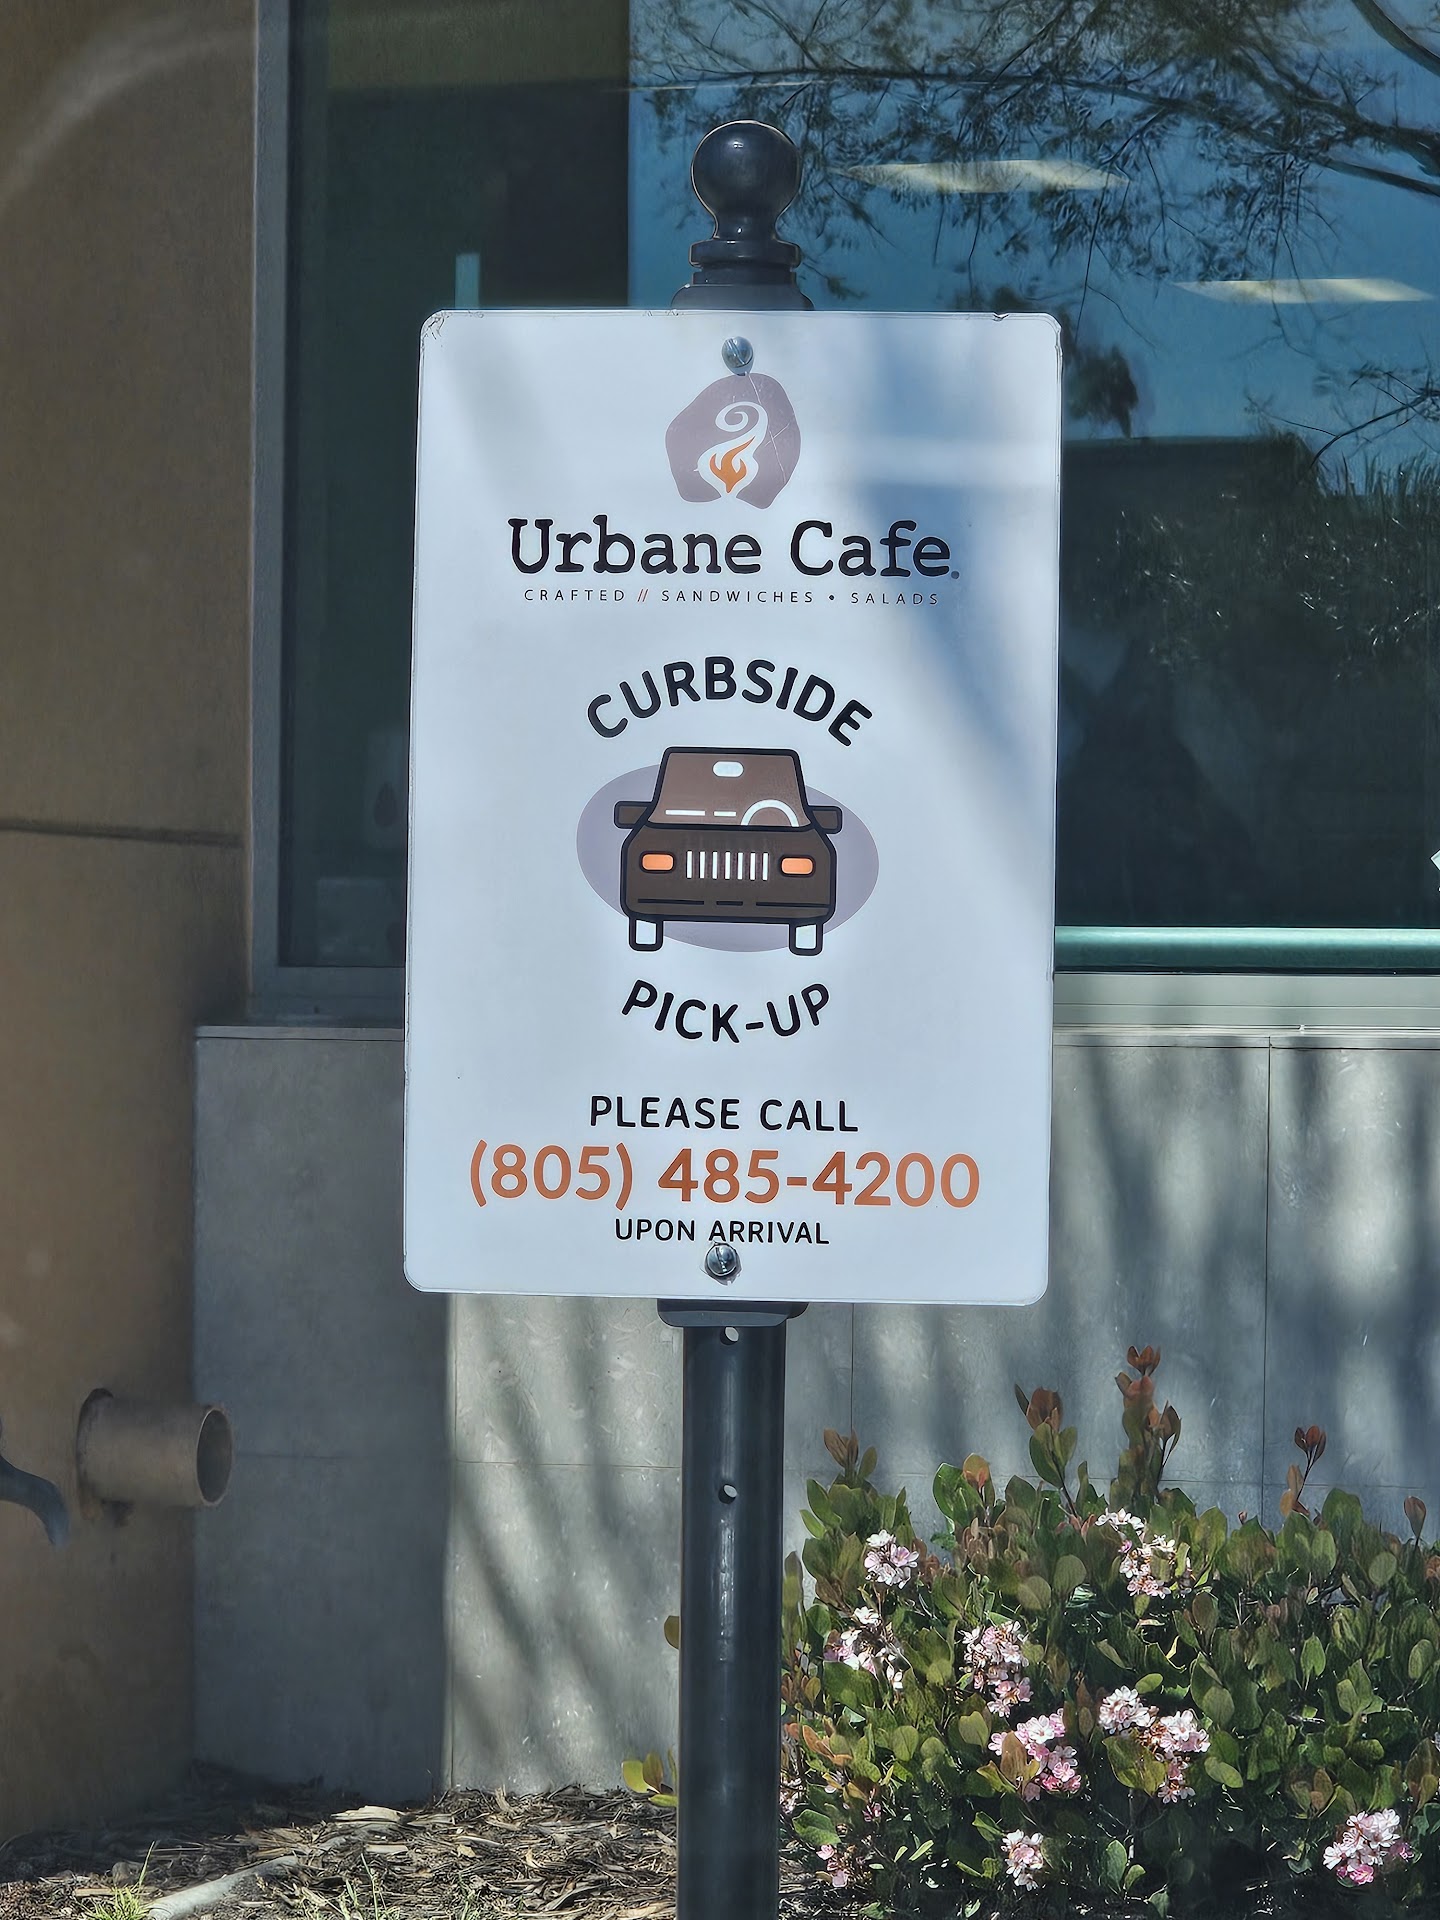 Urbane Cafe.
CRAFTED // SANDWICHES • SALADS
CURBSIDE
PICK-UP
PLEASE CALL
(805) 485-4200
UPON ARRIVAL